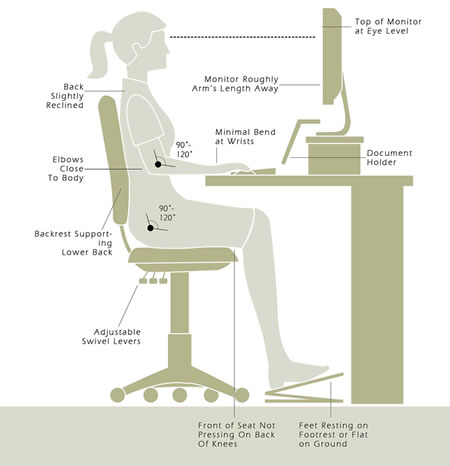 Top of Monitor
at Eye Level
Monitor Roughly
Arm's Length Away
Back
Slightly
Reclined
Minimal Bend
at Wrists
90˚-
120˚
Document
Holder
Elbows
Close
To Body
90˚-
120˚
Backrest Support-
ing
Lower Back
Adjustable
Swivel Levers
Front of Seat Not
Pressing On Back
Of Knees
Feet Resting on
Footrest or Flat
on Ground